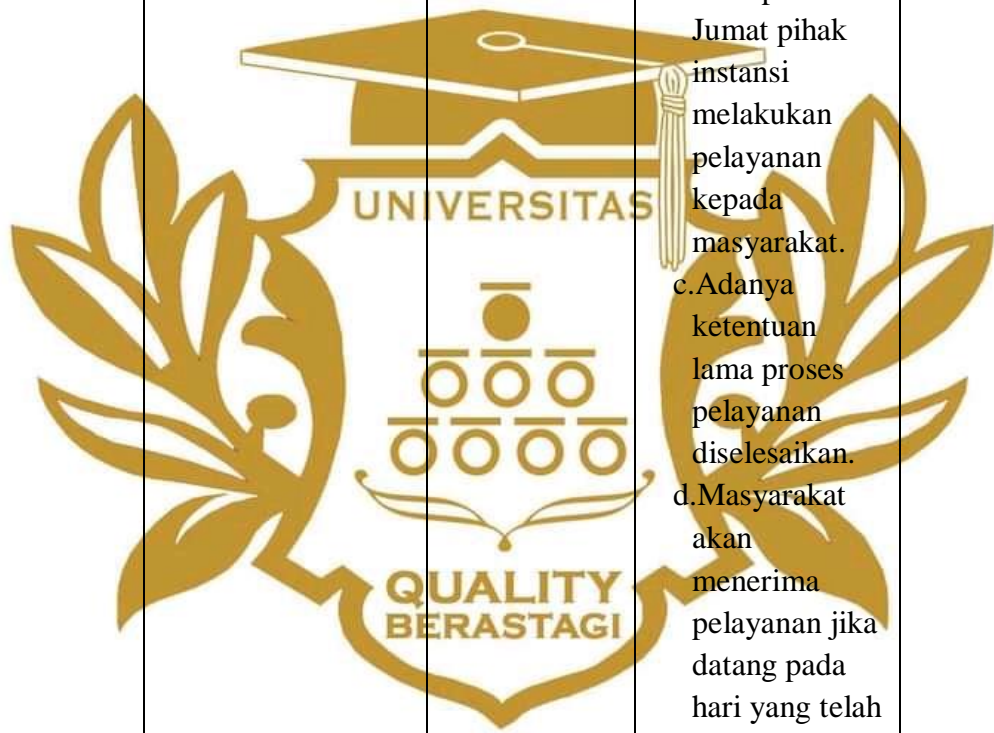 Jumat pihak
instansi
melakukan
pelayanan
kepada
masyarakat.
c.Adanya
ketentuan
lama proses
pelayanan
diselesaikan.
d.Masyarakat
akan
menerima
pelayanan jika
datang pada
hari yang telah
UNIVERSITAS
QUALITY
BERASTAGI